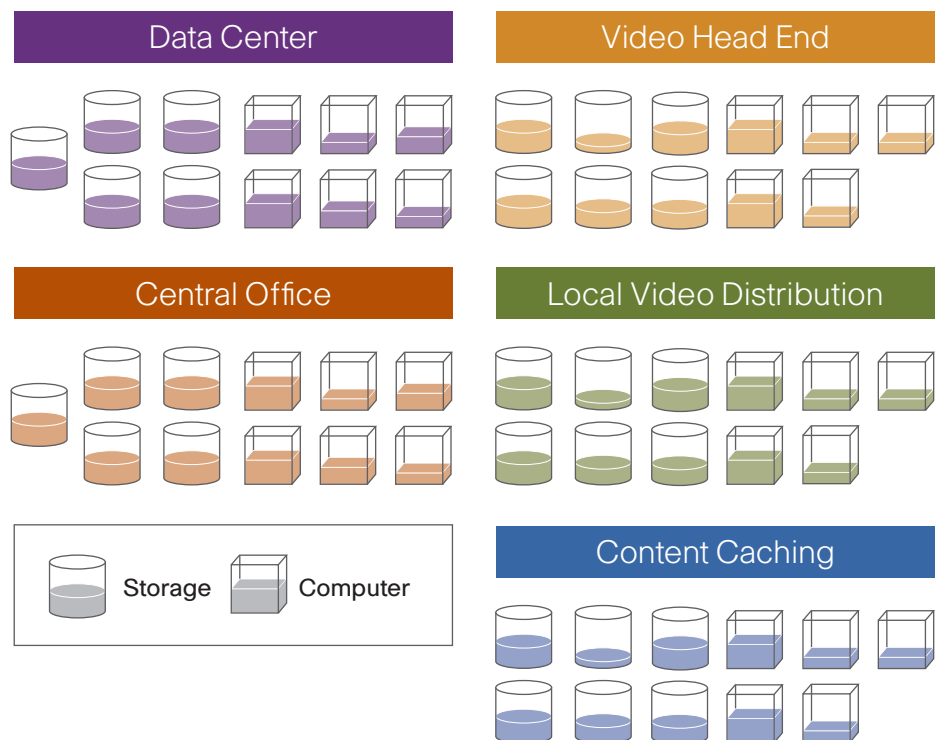 Data Center
Video Head End
Central Office
Local Video Distribution
Storage
Computer
Content Caching